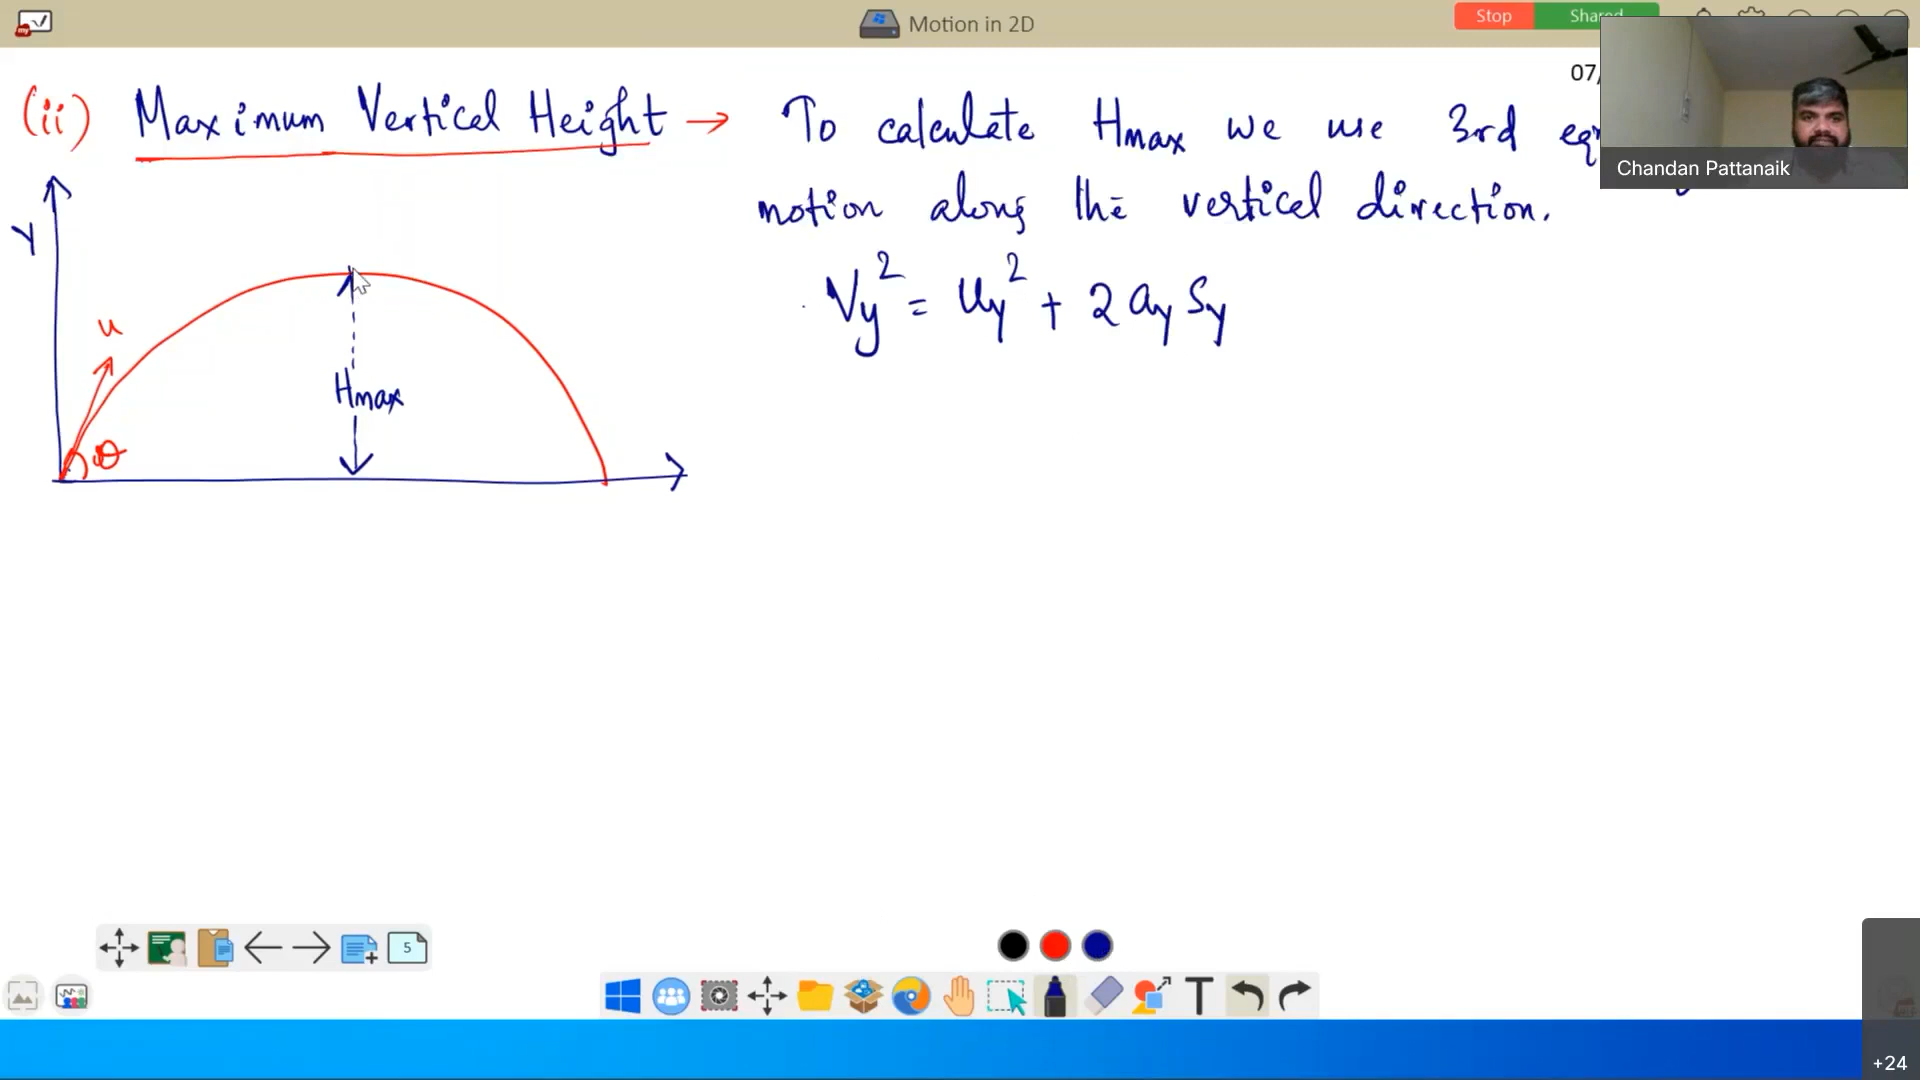 Motion in 2D
Stop
Shared
07/
Chandan Pattanaik
(ii) Maximum Vertical Height → To calculate Hmax we use 3rd
motion along the vertical direction.
Vy² = uy² + 2 ay Sy
Y
u
θ
Hmax
5
T
+24